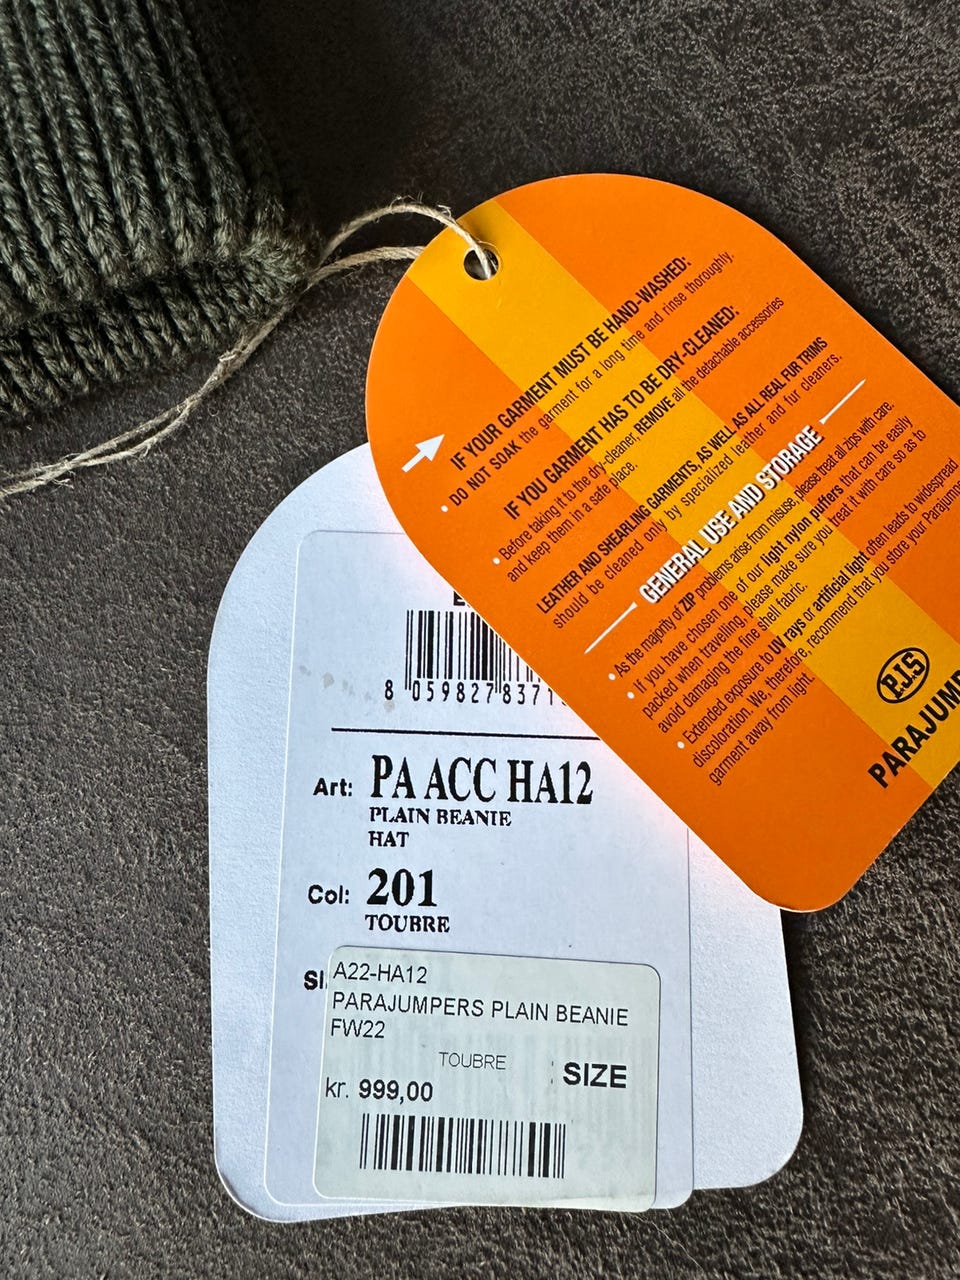 IF YOUR GARMENT MUST BE HAND-WASHED:
• DO NOT SOAK the garment for a long time and rinse thoroughly.
IF YOU GARMENT HAS TO BE DRY-CLEANED:
• Before taking it to the dry-cleaner, REMOVE all the detachable accessories
and keep them in a safe place.
LEATHER AND SHEARLING GARMENTS, AS WELL AS ALL REAL FUR TRIMS
should be cleaned only by specialized leather and fur cleaners.
GENERAL USE AND STORAGE
• As the majority of ZIP problems arise from misuse, please treat all zips with care.
• If you have chosen one of our light nylon puffers that can be easily
packed when travelling, please make sure you treat it with care so as to
avoid damaging the fine shell fabric.
• Extended exposure to UV rays or artificial light often leads to widespread
discoloration. We, therefore, recommend that you store your Parajumpe
garment away from light.
P.J.S
PARAJUMP
8 059827 8371
Art: PA ACC HA12
PLAIN BEANIE
HAT
Col: 201
TOUBRE
SI
A22-HA12
PARAJUMPERS PLAIN BEANIE
FW22
TOUBRE
SIZE
kr. 999,00